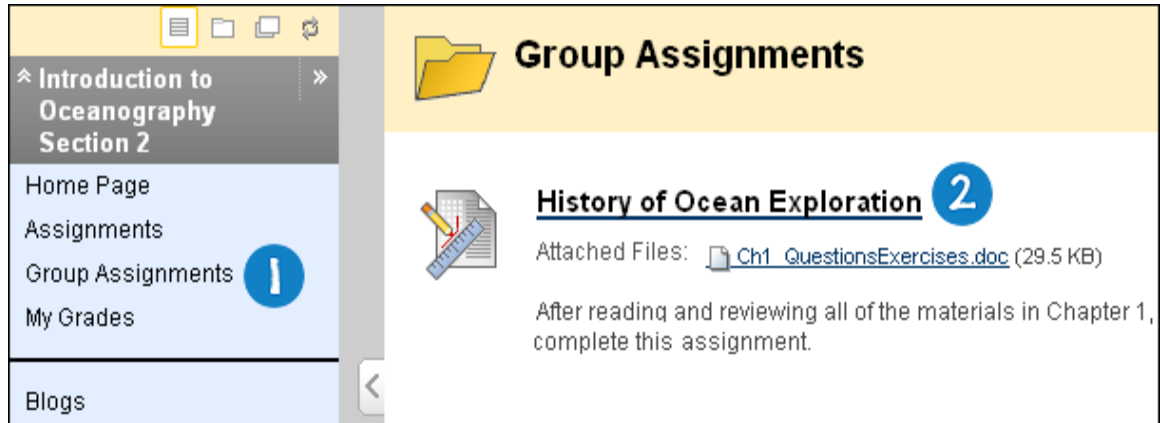 Introduction to
Oceanography
Section 2
Home Page
Assignments
Group Assignments 1
My Grades
Blogs
Group Assignments
History of Ocean Exploration 2
Attached Files: Ch1_QuestionsExercises.doc (29.5 KB)
After reading and reviewing all of the materials in Chapter 1,
complete this assignment.